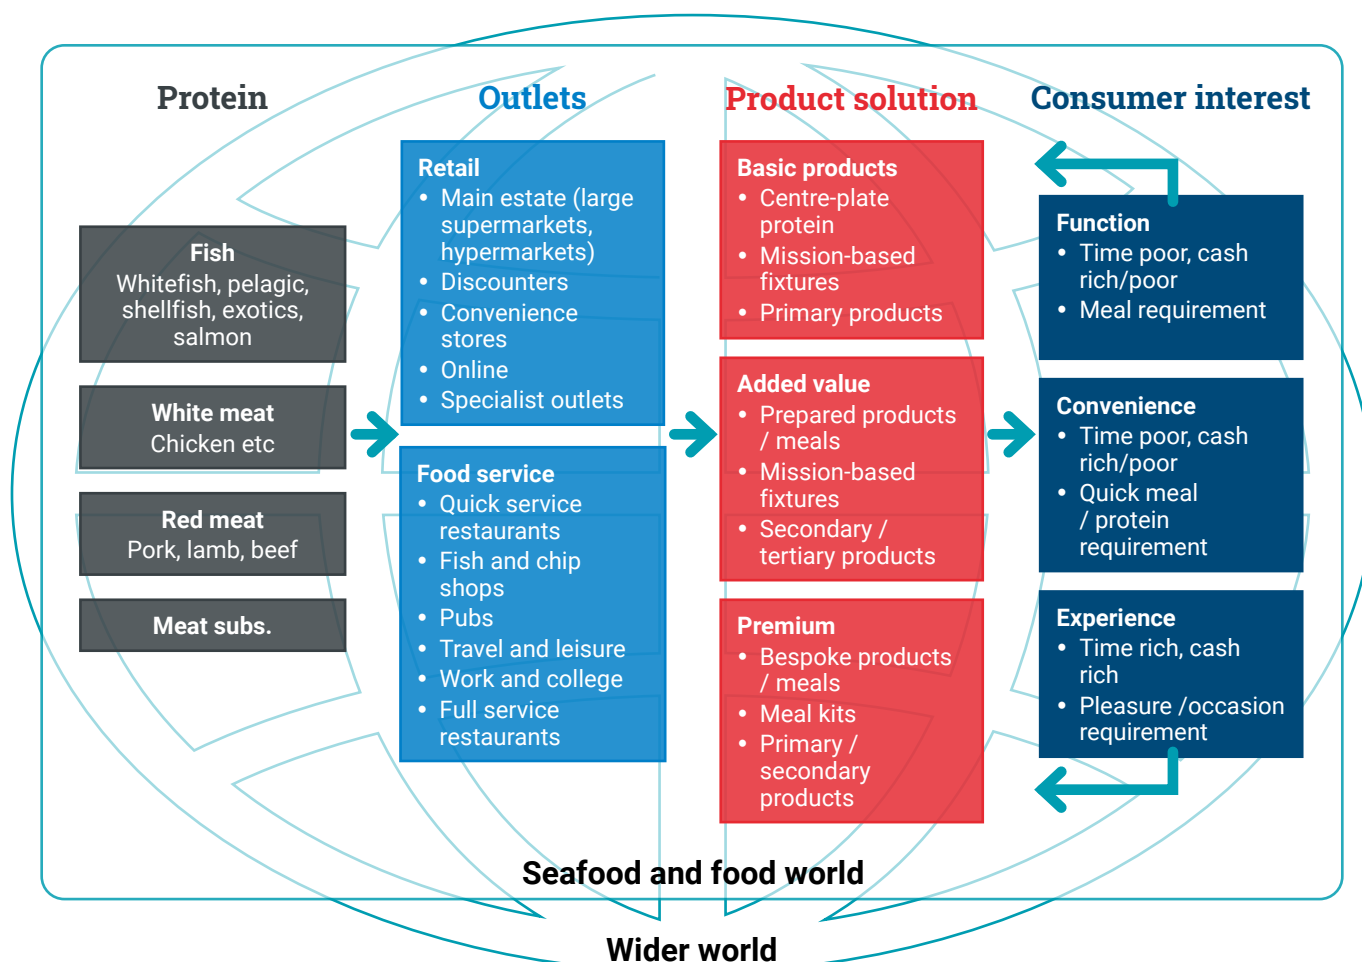 Protein
Fish
Whitefish, pelagic,
shellfish, exotics,
salmon
White meat
Chicken etc
Red meat
Pork, lamb, beef
Meat subs.
Outlets
Retail
• Main estate (large
supermarkets,
hypermarkets)
• Discounters
• Convenience
stores
• Online
• Specialist outlets
Food service
• Quick service
restaurants
• Fish and chip
shops
• Pubs
• Travel and leisure
• Work and college
• Full service
restaurants
Product solution
Basic products
• Centre-plate
protein
• Mission-based
fixtures
• Primary products
Added value
• Prepared products
/ meals
• Mission-based
fixtures
• Secondary /
tertiary products
Premium
• Bespoke products
/ meals
• Meal kits
• Primary /
secondary
products
Consumer interest
Function
• Time poor, cash
rich/poor
• Meal requirement
Convenience
• Time poor, cash
rich/poor
• Quick meal
/ protein
requirement
Experience
• Time rich, cash
rich
• Pleasure /occasion
requirement
Seafood and food world
Wider world